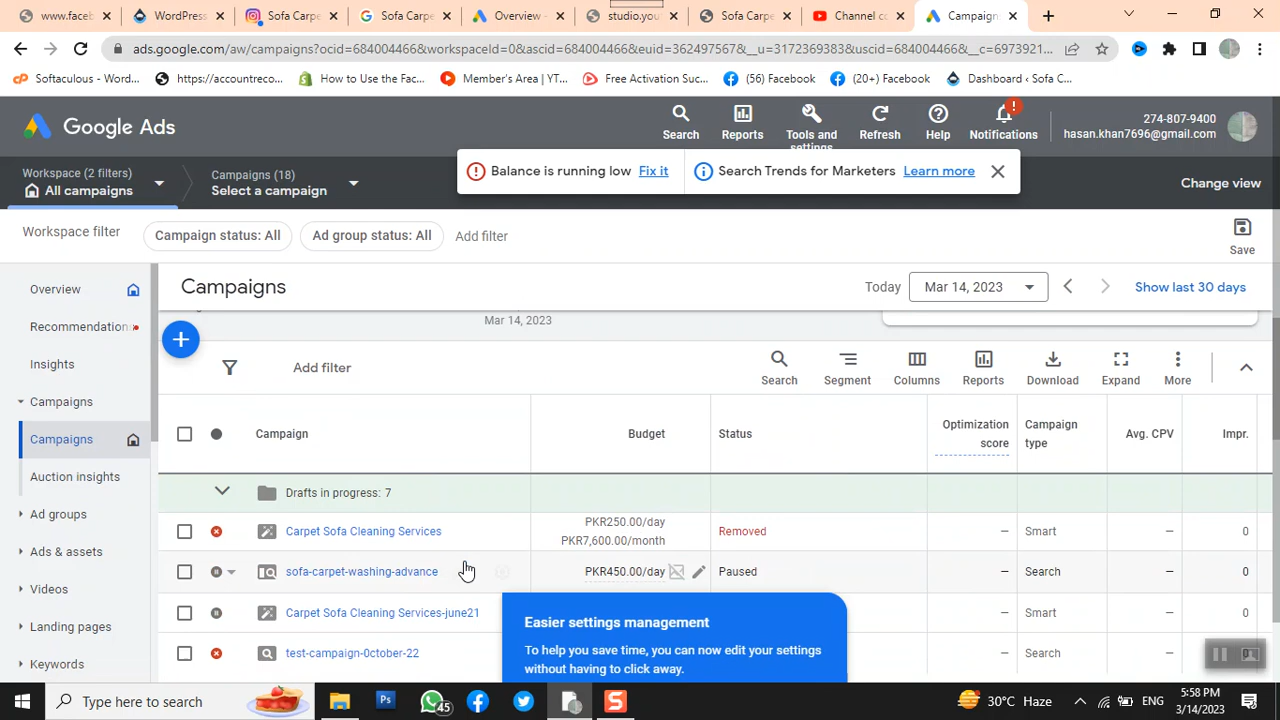 www.faceb
WordPress
Sofa Carpe
Sofa Carpe
Overview -
studio.you
Sofa Carpe
Channel co
Campaign
ads.google.com/aw/campaigns?ocid=684004466&workspaceId=0&ascid=684004466&euid=362497567&__u=3172369383&uscid=684004466&__c=6973921...
Softaculous - Word...
https://accountreco...
How to Use the Fac...
Member's Area | YT...
Free Activation Suc...
(56) Facebook
(20+) Facebook
Dashboard ‹ Sofa C...
Google Ads
Search
Reports
Tools and settings
Refresh
Help
Notifications
274-807-9400
hasan.khan7696@gmail.com
Workspace (2 filters)
All campaigns
Campaigns (18)
Select a campaign
Balance is running low Fix it
Search Trends for Marketers Learn more
Change view
Workspace filter
Campaign status: All
Ad group status: All
Add filter
Save
Overview
Recommendation
Insights
Campaigns
Campaigns
Auction insights
Ad groups
Ads & assets
Videos
Landing pages
Keywords
Campaigns
Today
Mar 14, 2023
Show last 30 days
Mar 14, 2023
Add filter
Search
Segment
Columns
Reports
Download
Expand
More
Campaign
Budget
Status
Optimization score
Campaign type
Avg. CPV
Impr.
Drafts in progress: 7
Carpet Sofa Cleaning Services
PKR250.00/day
PKR7,600.00/month
Removed
–
Smart
–
0
sofa-carpet-washing-advance
PKR450.00/day
Paused
–
Search
–
0
Carpet Sofa Cleaning Services-june21
–
Smart
–
0
test-campaign-0ctober-22
–
Search
–
Easier settings management
To help you save time, you can now edit your settings
without having to click away.
Type here to search
Ps
45
30°C Haze
ENG
5:58 PM
3/14/2023